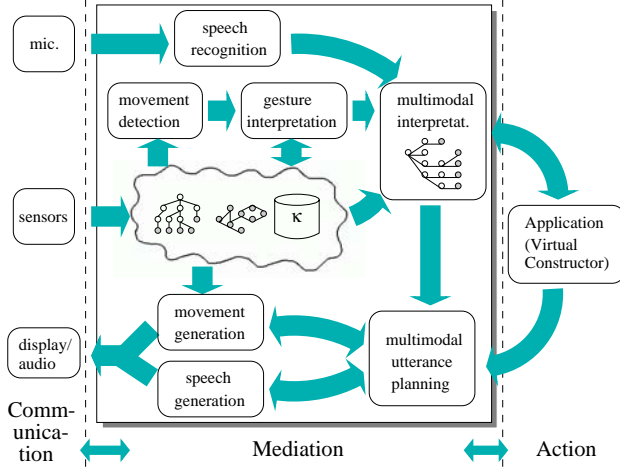 mic.
speech
recognition
movement
detection
gesture
interpretation
multimodal
interpretat.
sensors
κ
Application
(Virtual
Constructor)
movement
generation
display/
audio
speech
generation
multimodal
utterance
planning
Comm-
unica-
tion
Mediation
Action